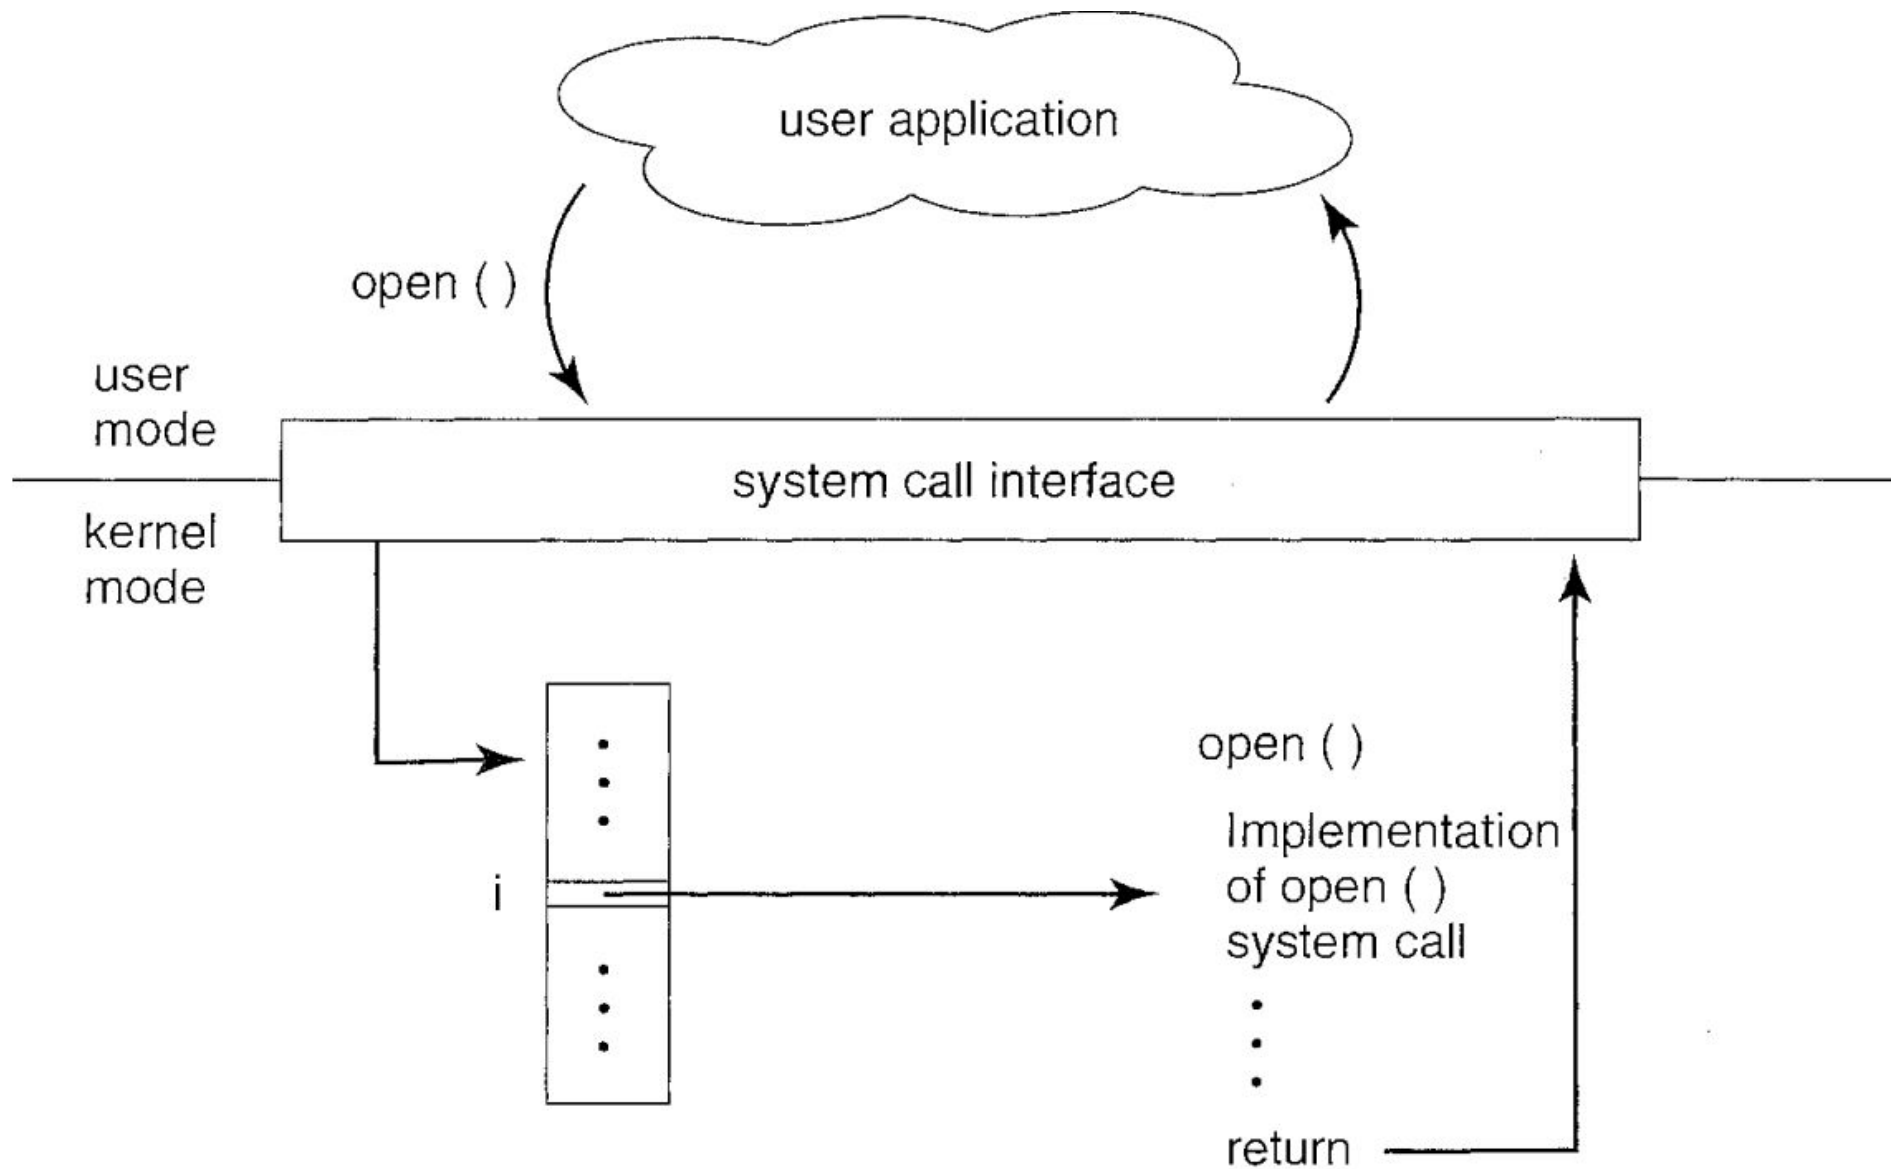 user application
open ( )
user
mode
system call interface
kernel
mode
open ( )
i
Implementation
of open ( )
system call
return